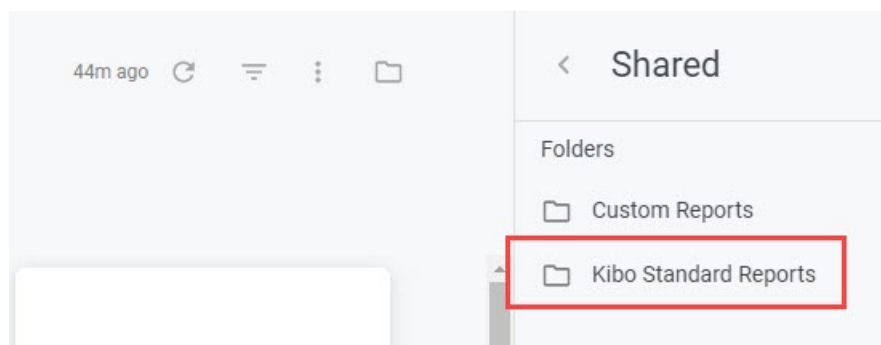 44m ago
Shared
Folders
Custom Reports
Kibo Standard Reports